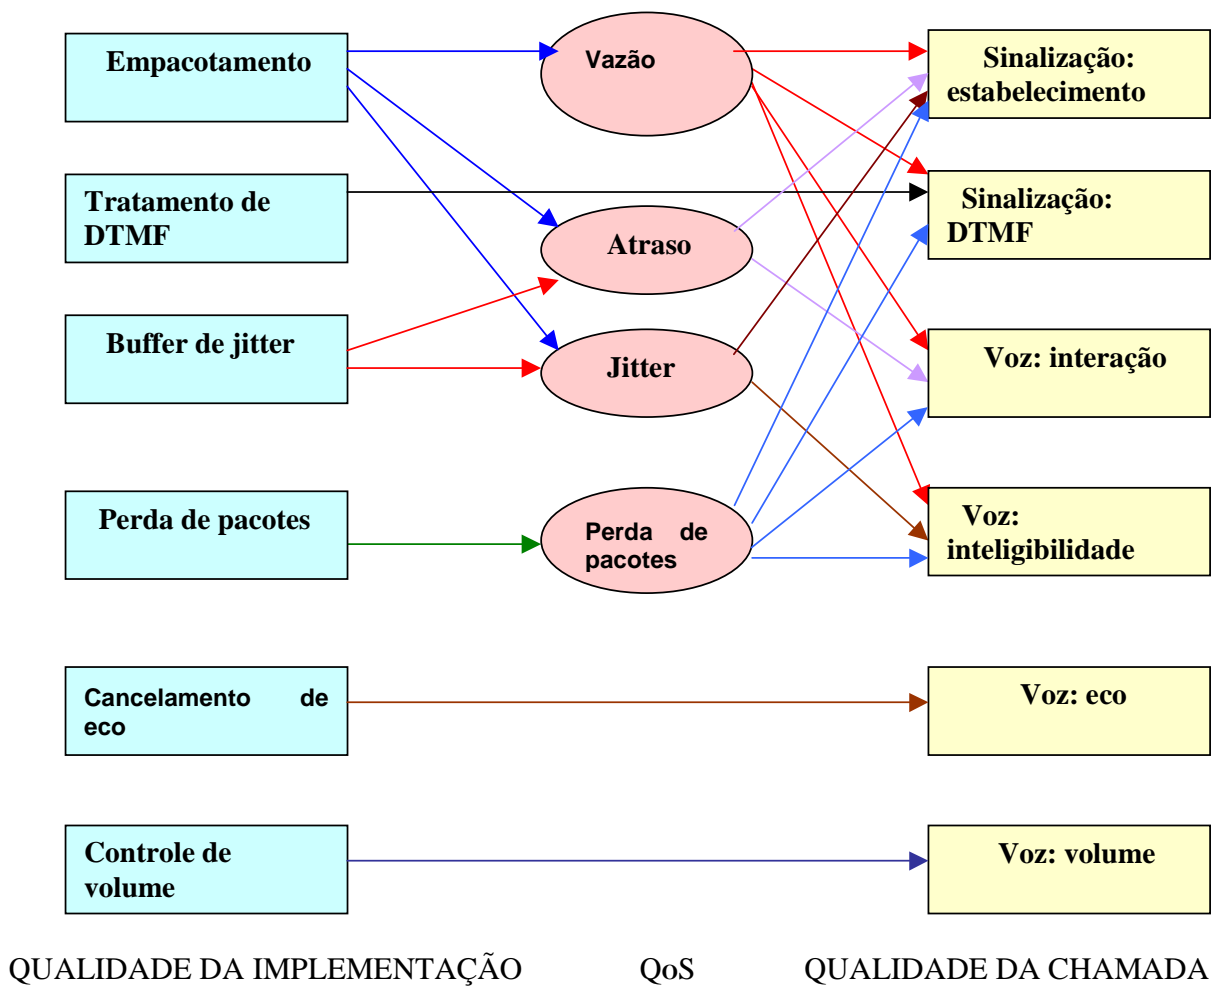 Empacotamento
Tratamento de
DTMF
Buffer de jitter
Perda de pacotes
Cancelamento de
eco
Controle de
volume
Vazão
Atraso
Jitter
Perda de
pacotes
Sinalização:
estabelecimento
Sinalização:
DTMF
Voz: interação
Voz:
inteligibilidade
Voz: eco
Voz: volume
QUALIDADE DA IMPLEMENTAÇÃO
QoS
QUALIDADE DA CHAMADA